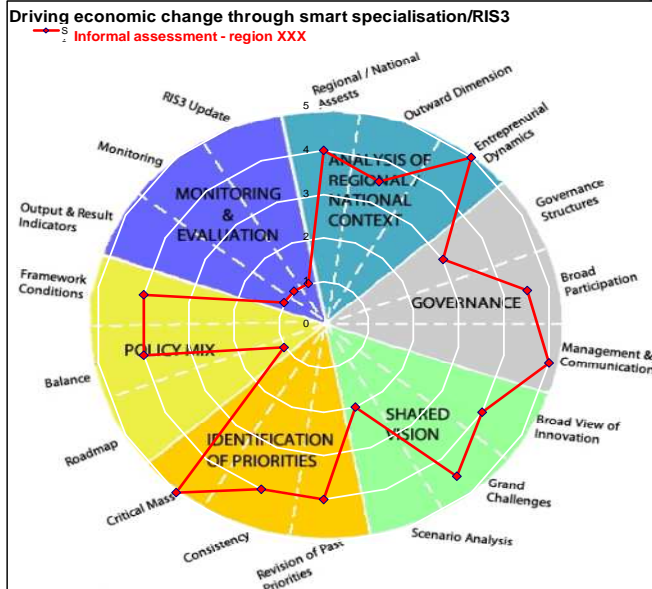 Driving economic change through smart specialisation/RIS3
Informal assessment - region XXX
Regional / National
Assests
Outward Dimension
Entreprenurial
Dynamics
Governance
Structures
Broad
Participation
Management &
Communication
Broad View of
Innovation
Grand
Challenges
Scenario Analysis
Revision of Past
Priorities
Consistency
Critical Mass
Roadmap
Balance
Framework
Conditions
Output & Result
Indicators
Monitoring
RIS3 Update
ANALYSIS OF
REGIONAL /
NATIONAL
CONTEXT
GOVERNANCE
SHARED
VISION
IDENTIFICATION
OF PRIORITIES
POLICY MIX
MONITORING
&
EVALUATION
5
4
3
2
1
0